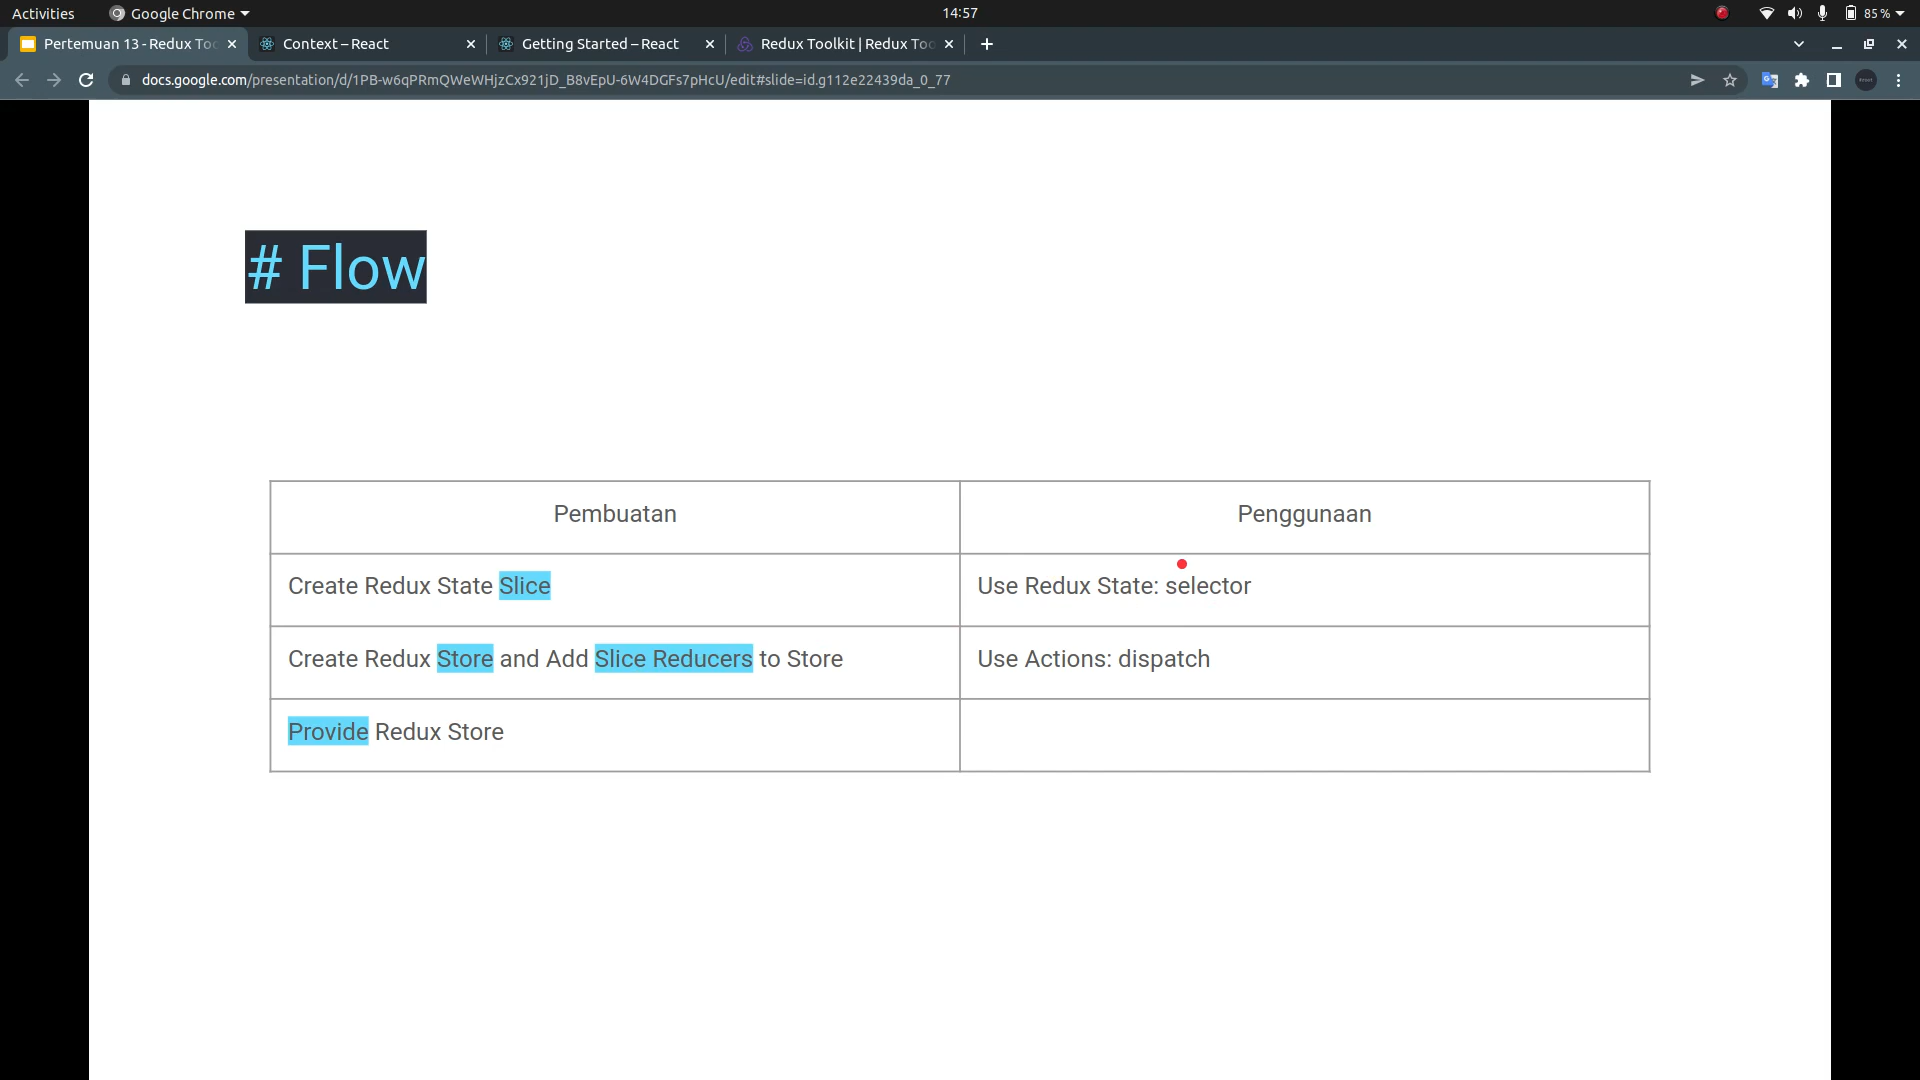 Activities
Google Chrome
14:57
85 %
Pertemuan 13 - Redux Too
Context – React
Getting Started – React
Redux Toolkit | Redux Too
docs.google.com/presentation/d/1PB-w6qPRmQWeWHjzCx921jD_B8vEpU-6W4DGFs7pHcU/edit#slide=id.g112e22439da_0_77
# Flow
Pembuatan
Penggunaan
Create Redux State Slice
Use Redux State: selector
Create Redux Store and Add Slice Reducers to Store
Use Actions: dispatch
Provide Redux Store